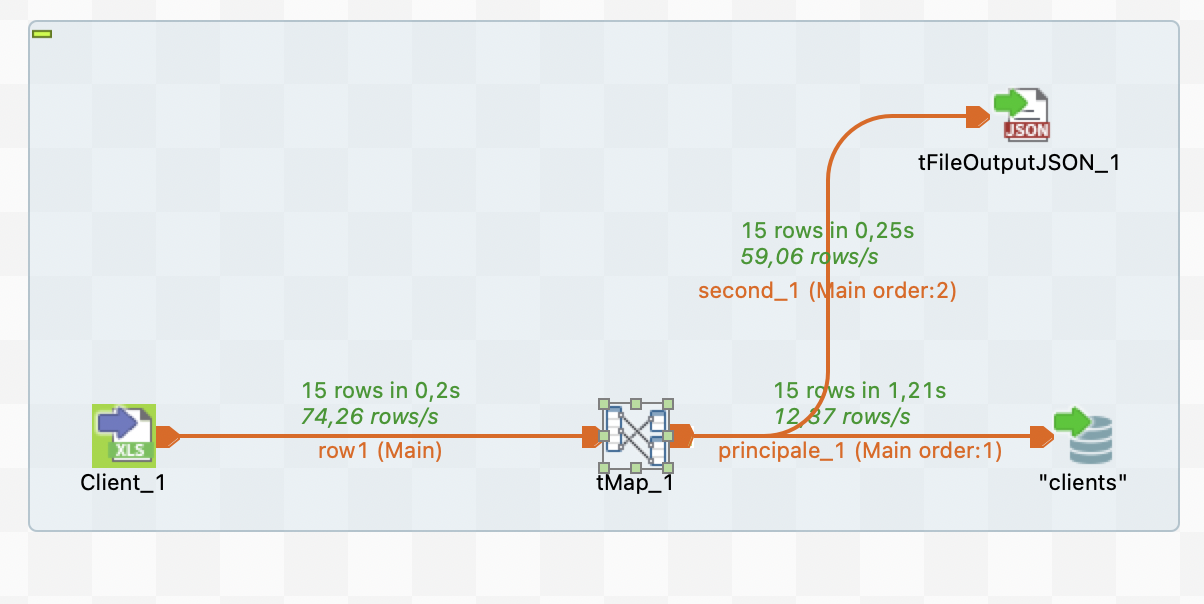 JSON
tFileOutputJSON_1
15 rows in 0,25s
59,06 rows/s
second_1 (Main order:2)
15 rows in 0,2s
74,26 rows/s
row1 (Main)
15 rows in 1,21s
12,37 rows/s
principale_1 (Main order:1)
XLS
Client_1
tMap_1
"clients"